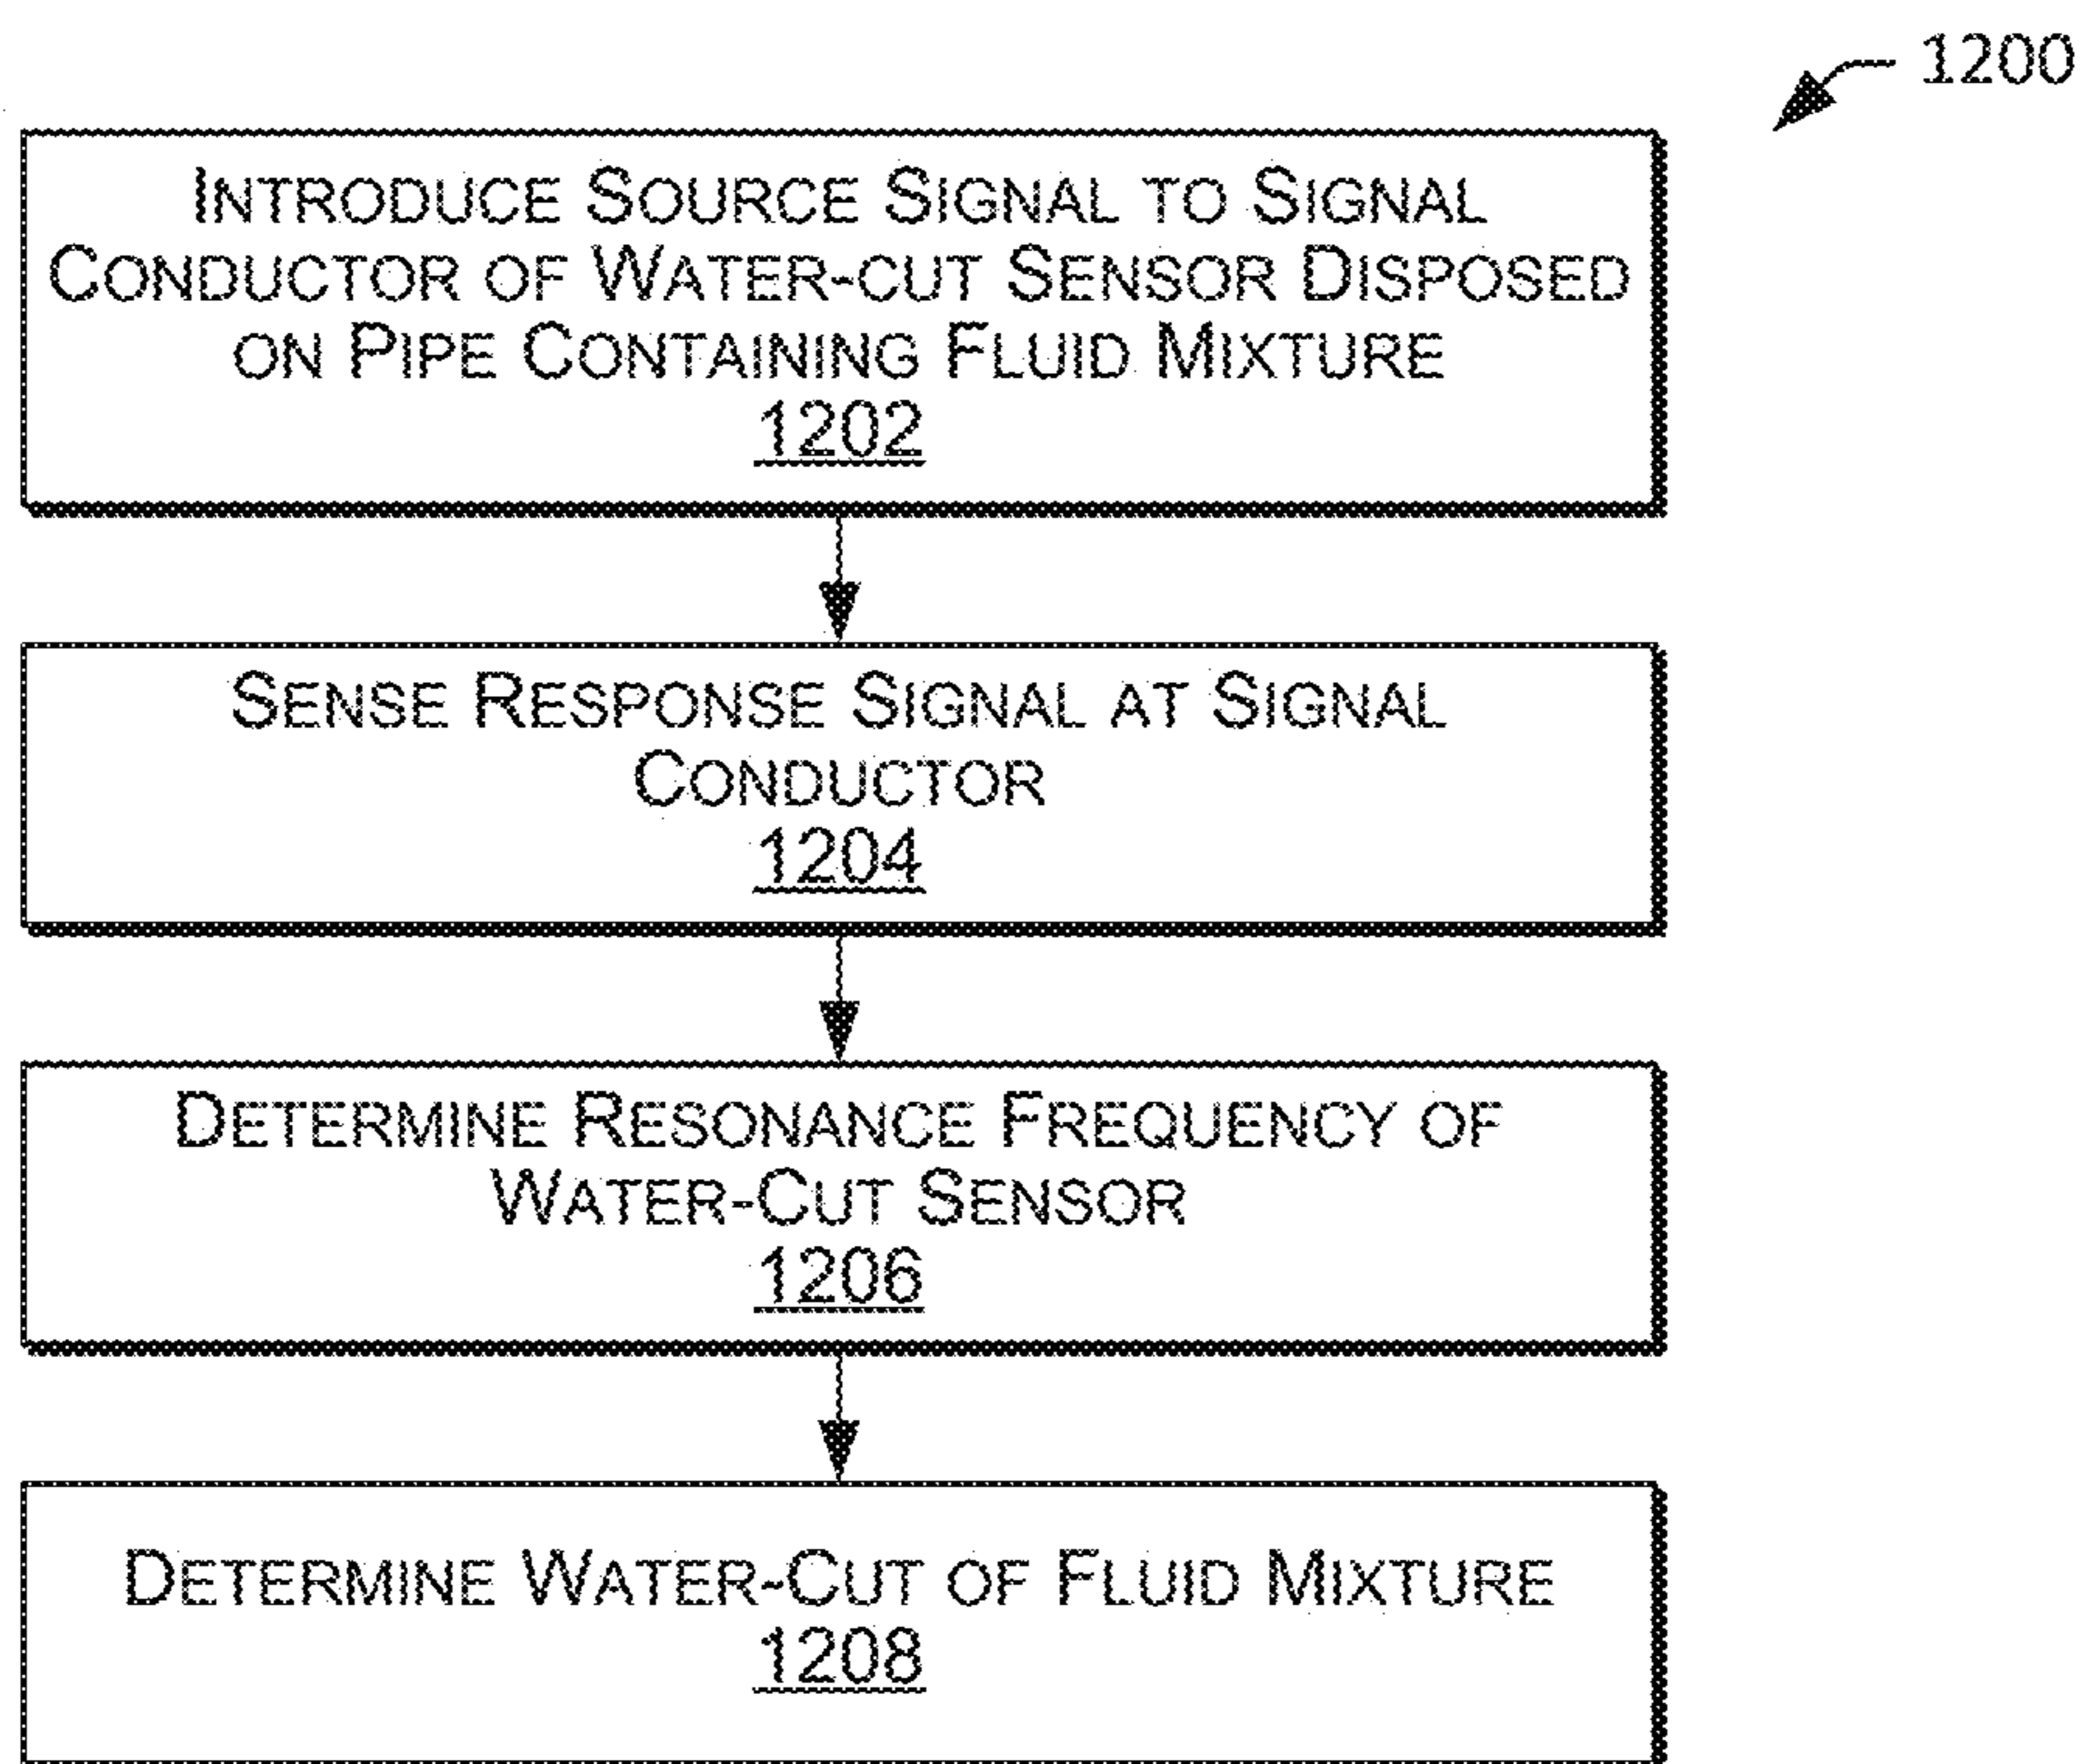 1200
Introduce Source Signal to Signal
Conductor of Water-cut Sensor Disposed
on Pipe Containing Fluid Mixture
1202
Sense Response Signal at Signal
Conductor
1204
Determine Resonance Frequency of
Water-Cut Sensor
1206
Determine Water-Cut of Fluid Mixture
1208